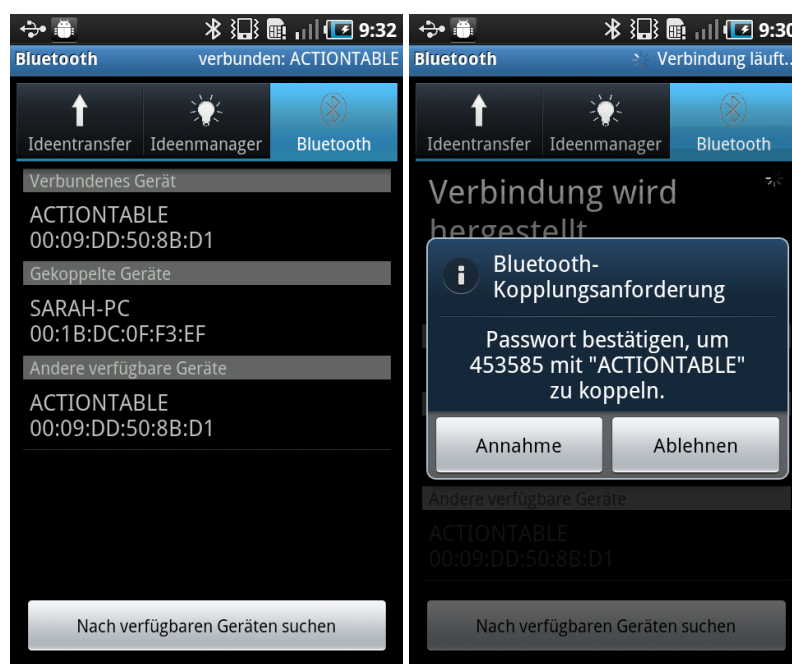 9:32
Bluetooth verbunden: ACTIONTABLE
Ideentransfer Ideenmanager Bluetooth
Verbundenes Gerät
ACTIONTABLE
00:09:DD:50:8B:D1
Gekoppelte Geräte
SARAH-PC
00:1B:DC:0F:F3:EF
Andere verfügbare Geräte
ACTIONTABLE
00:09:DD:50:8B:D1
Nach verfügbaren Geräten suchen
9:30
Bluetooth Verbindung läuft..
Ideentransfer Ideenmanager Bluetooth
Verbindung wird
hergestellt
Bluetooth-
Kopplungsanforderung
Passwort bestätigen, um
453585 mit "ACTIONTABLE"
zu koppeln.
Annahme Ablehnen
Andere verfügbare Geräte
ACTIONTABLE
00:09:DD:50:8B:D1
Nach verfügbaren Geräten suchen